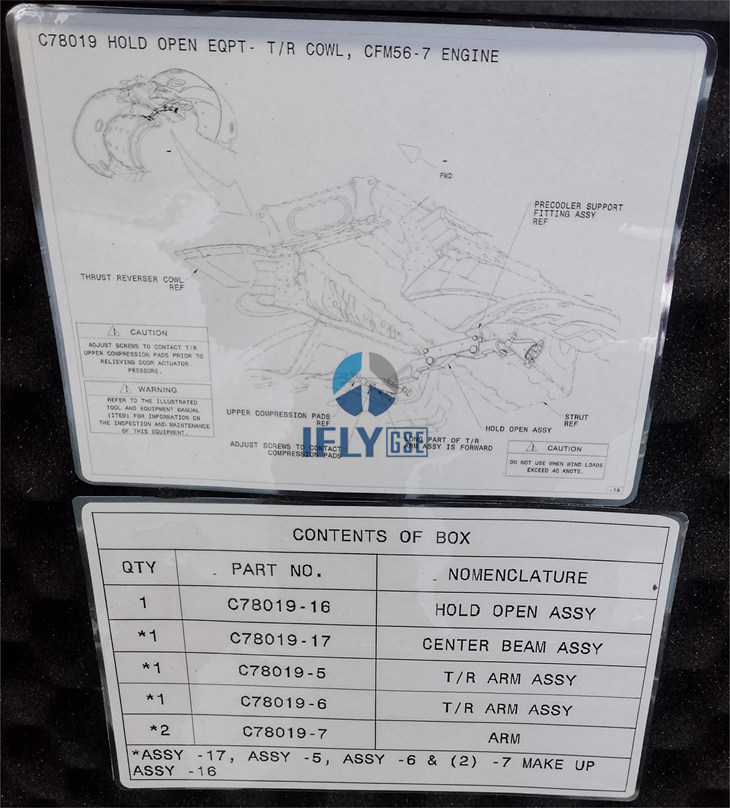 C78019 HOLD OPEN EQPT- T/R COWL, CFM56-7 ENGINE
FWD
PRECOOLER SUPPORT
FITTING ASSY
REF
THRUST REVERSER COWL
REF
CAUTION
ADJUST SCREWS TO CONTACT T/R
UPPER COMPRESSION PADS PRIOR TO
RELIEVING DOOR ACTUATOR
PRESSURE.
WARNING
REFER TO THE ILLUSTRATED
TOOL AND EQUIPMENT MANUAL
(ITEM) FOR INFORMATION ON
THE INSPECTION AND MAINTENANCE
OF THIS EQUIPMENT.
UPPER COMPRESSION PADS
REF
ADJUST SCREWS TO CONTACT
COMPRESSION PADS
LONG PART OF T/R
ARM ASSY IS FORWARD
HOLD OPEN ASSY
STRUT
REF
CAUTION
DO NOT USE WHEN WIND LOADS
EXCEED 40 KNOTS.
IFLY GSE
CONTENTS OF BOX
QTY PART NO. NOMENCLATURE
1 C78019-16 HOLD OPEN ASSY
*1 C78019-17 CENTER BEAM ASSY
*1 C78019-5 T/R ARM ASSY
*1 C78019-6 T/R ARM ASSY
*2 C78019-7 ARM
*ASSY -17, ASSY -5, ASSY -6 & (2) -7 MAKE UP
ASSY -16